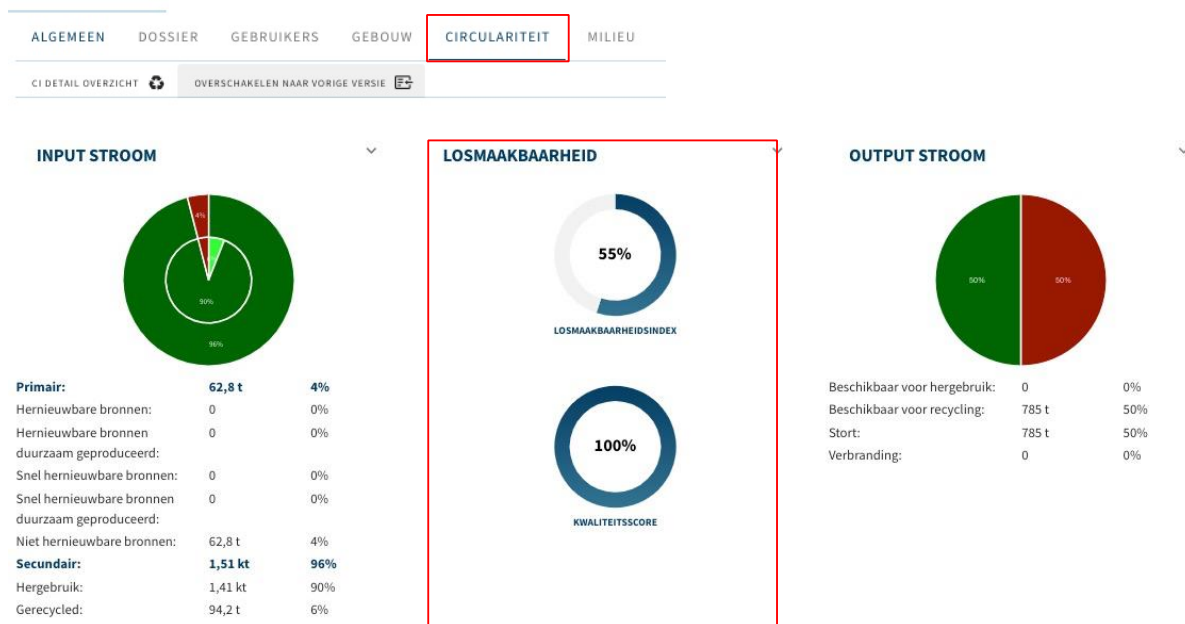 ALGEMEEN DOSSIER GEBRUIKERS GEBOUW CIRCULARITEIT MILIEU
CI DETAIL OVERZICHT OVERSCHAKELEN NAAR VORIGE VERSIE
INPUT STROOM
4%
90%
96%
Primair: 62,8 t 4%
Hernieuwbare bronnen: 0 0%
Hernieuwbare bronnen 0 0%
duurzaam geproduceerd:
Snel hernieuwbare bronnen: 0 0%
Snel hernieuwbare bronnen 0 0%
duurzaam geproduceerd:
Niet hernieuwbare bronnen: 62,8 t 4%
Secundair: 1,51 kt 96%
Hergebruik: 1,41 kt 90%
Gerecycled: 94,2 t 6%
LOSMAAKBAARHEID
55%
LOSMAAKBAARHEIDSINDEX
100%
KWALITEITSSCORE
OUTPUT STROOM
50% 50%
Beschikbaar voor hergebruik: 0 0%
Beschikbaar voor recycling: 785 t 50%
Stort: 785 t 50%
Verbranding: 0 0%